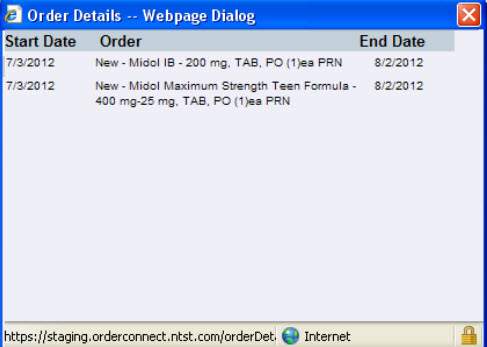 Order Details -- Webpage Dialog
Start Date Order End Date
7/3/2012 New - Midol IB - 200 mg, TAB, PO (1)ea PRN 8/2/2012
7/3/2012 New - Midol Maximum Strength Teen Formula - 8/2/2012
400 mg-25 mg, TAB, PO (1)ea PRN
https://staging.orderconnect.ntst.com/orderDet Internet